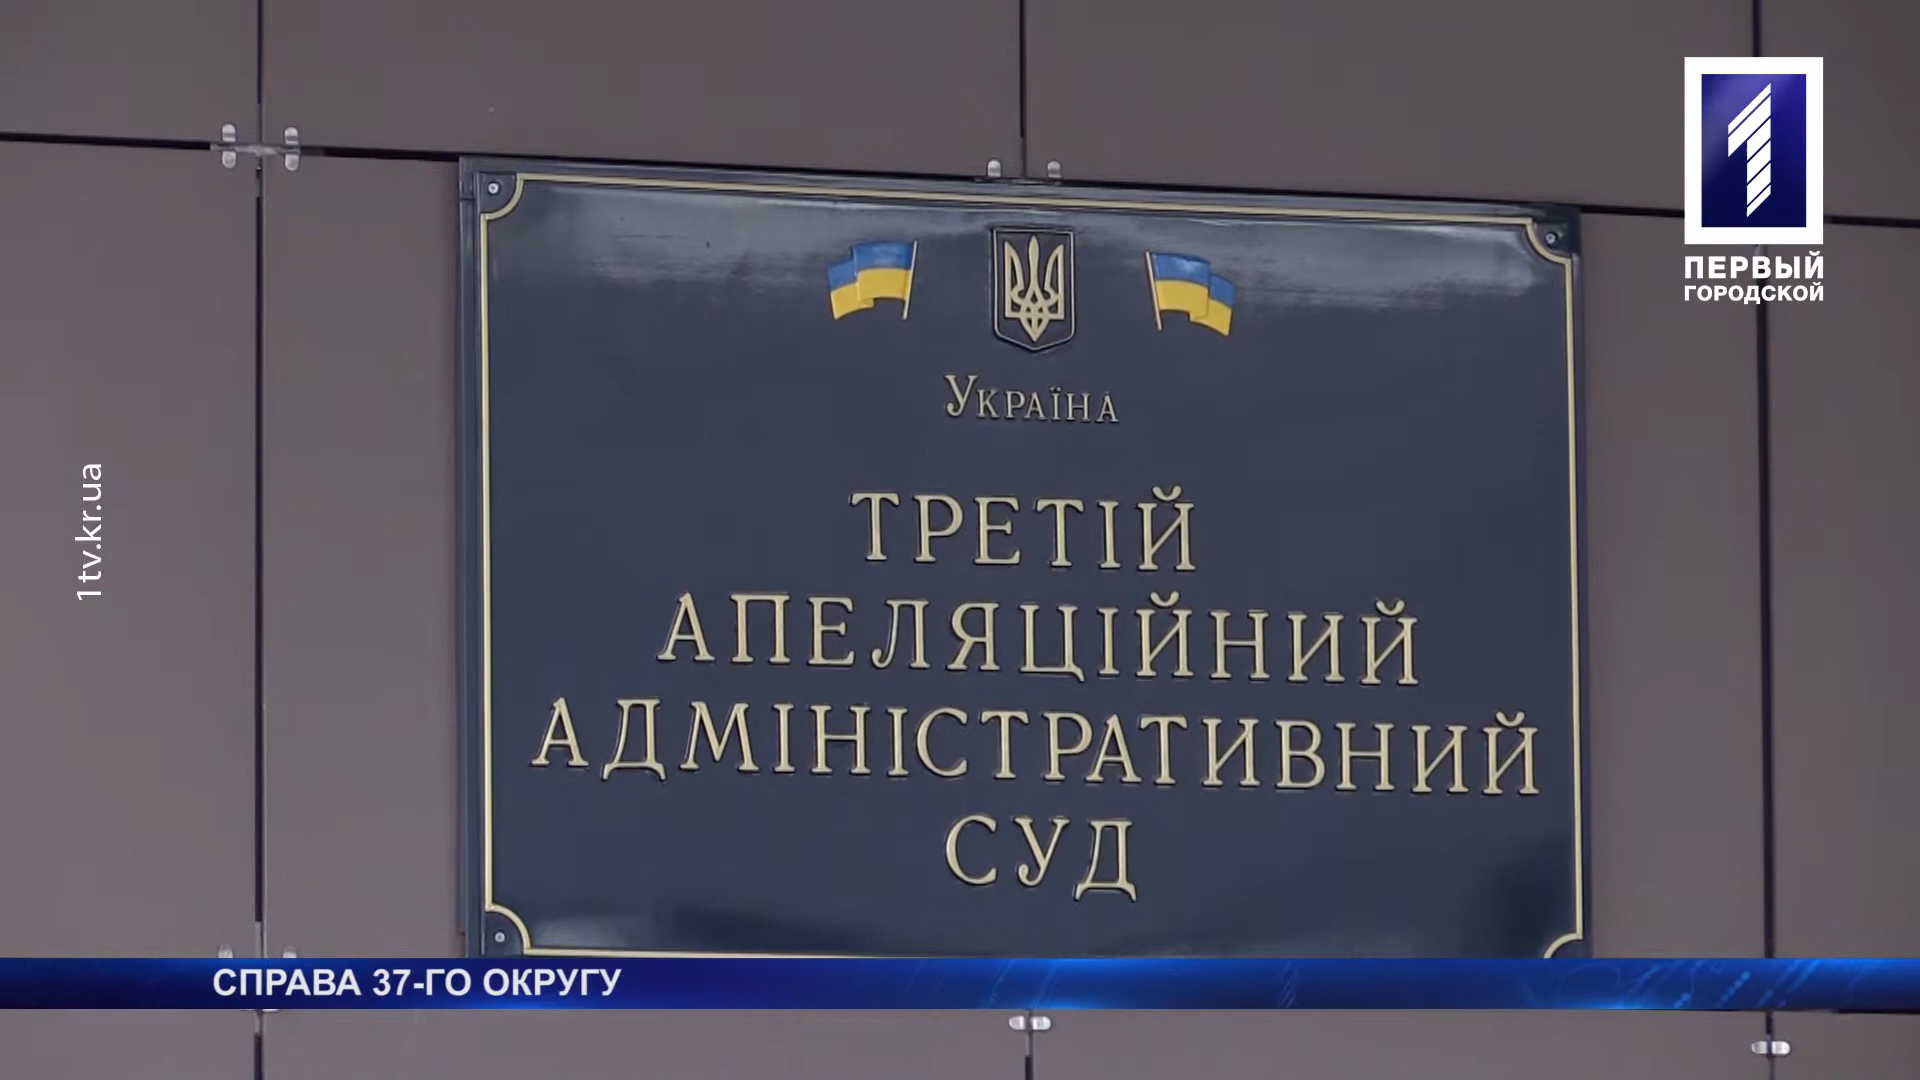 ПЕРВЫЙ
ГОРОДСКОЙ
Україна
ТРЕТІЙ
АПЕЛЯЦІЙНИЙ
АДМІНІСТРАТИВНИЙ
СУД
1tv.kr.ua
СПРАВА 37-ГО ОКРУГУ